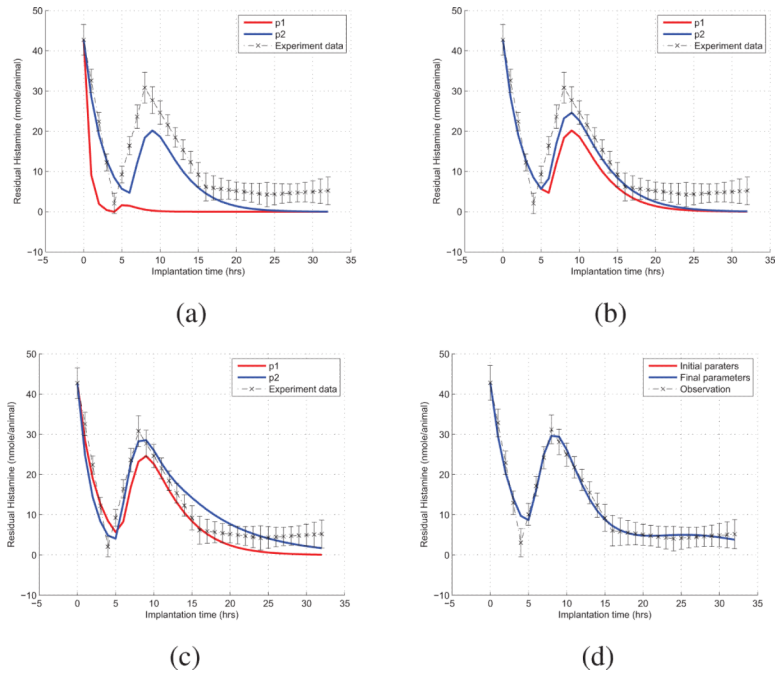 50
40
30
20
10
0
−10
−5
0
5
10
15
20
25
30
35
Residual Histamine (nmole/animal)
Implantation time (hrs)
p1
p2
Experiment data
(a)
50
40
30
20
10
0
−10
−5
0
5
10
15
20
25
30
35
Residual Histamine (nmole/animal)
Implantation time (hrs)
p1
p2
Experiment data
(b)
50
40
30
20
10
0
−10
−5
0
5
10
15
20
25
30
35
Residual Histamine (nmole/animal)
Implantation time (hrs)
p1
p2
Experiment data
(c)
50
40
30
20
10
0
−10
−5
0
5
10
15
20
25
30
35
Residual Histamine (nmole/animal)
Implantation time (hrs)
Initial paraters
Final parameters
Observation
(d)